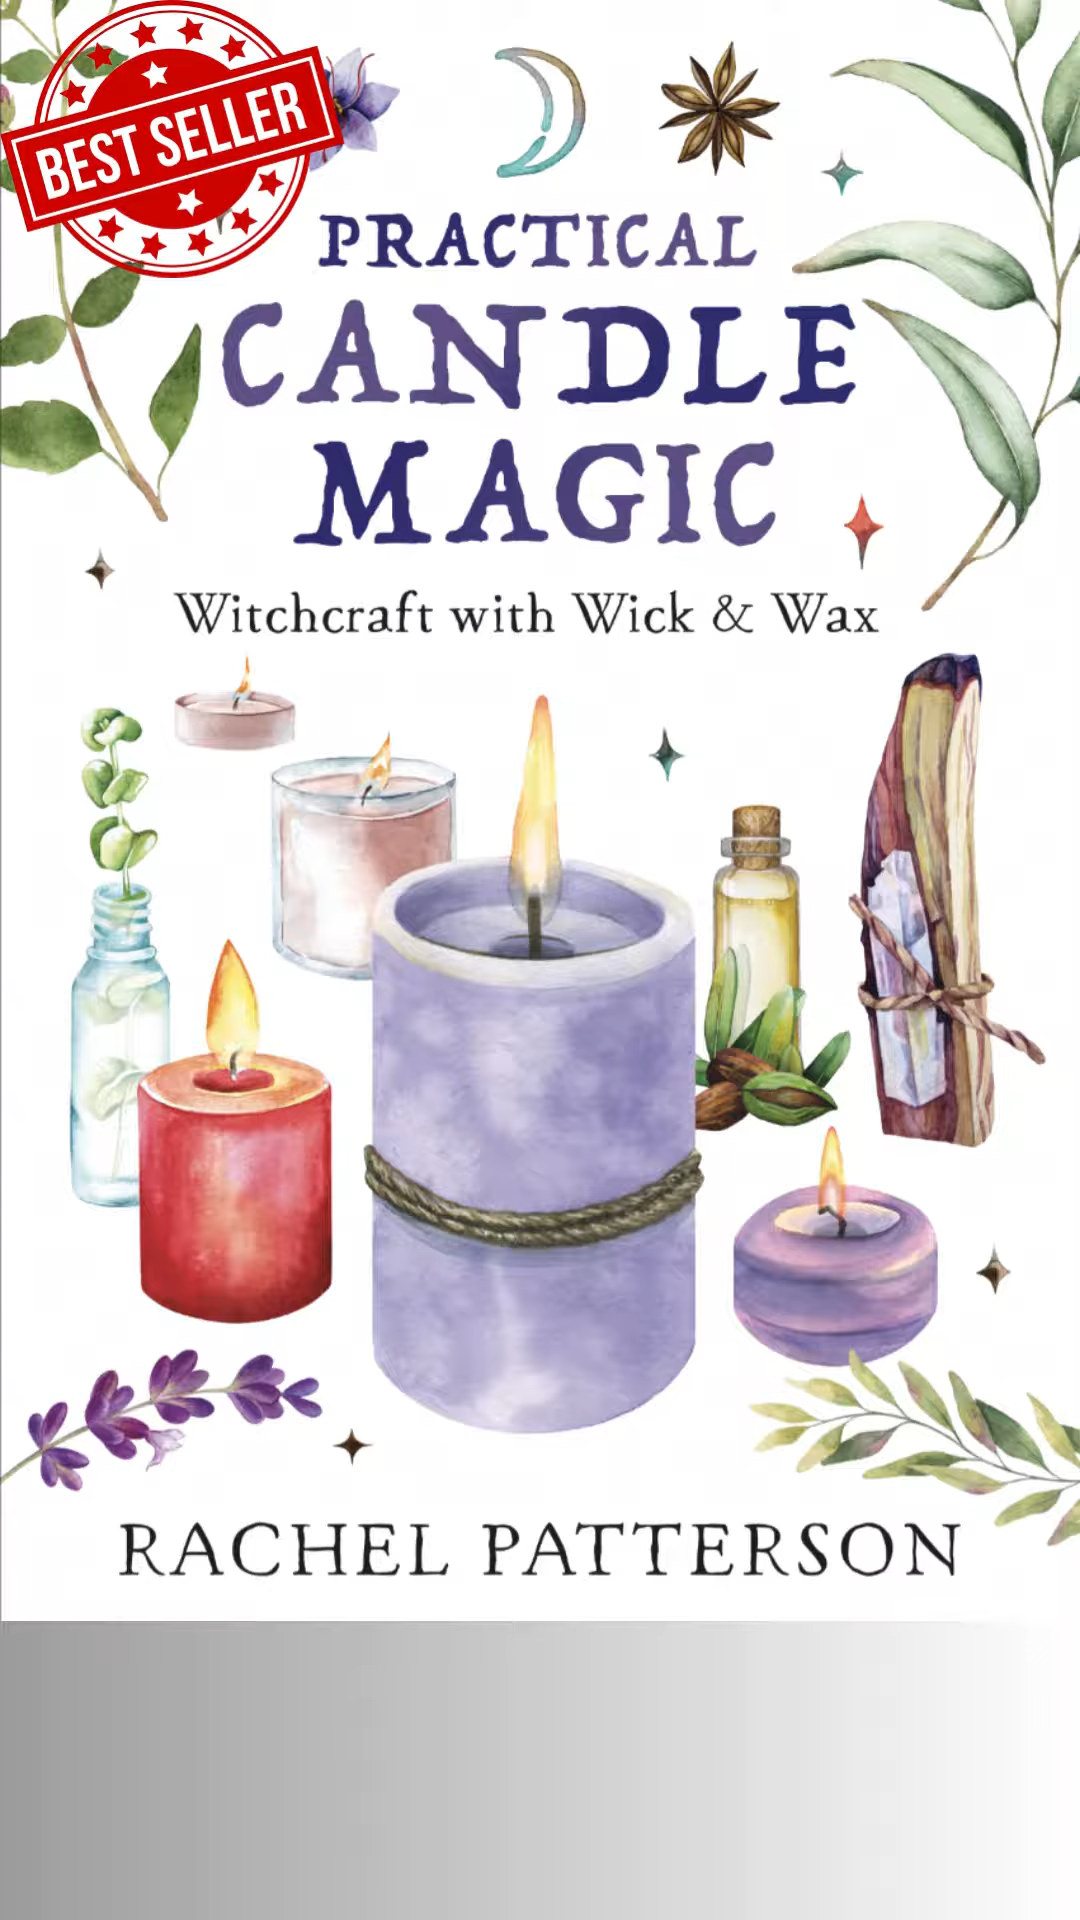 BEST SELLER
PRACTICAL
CANDLE
MAGIC
Witchcraft with Wick & Wax
RACHEL PATTERSON